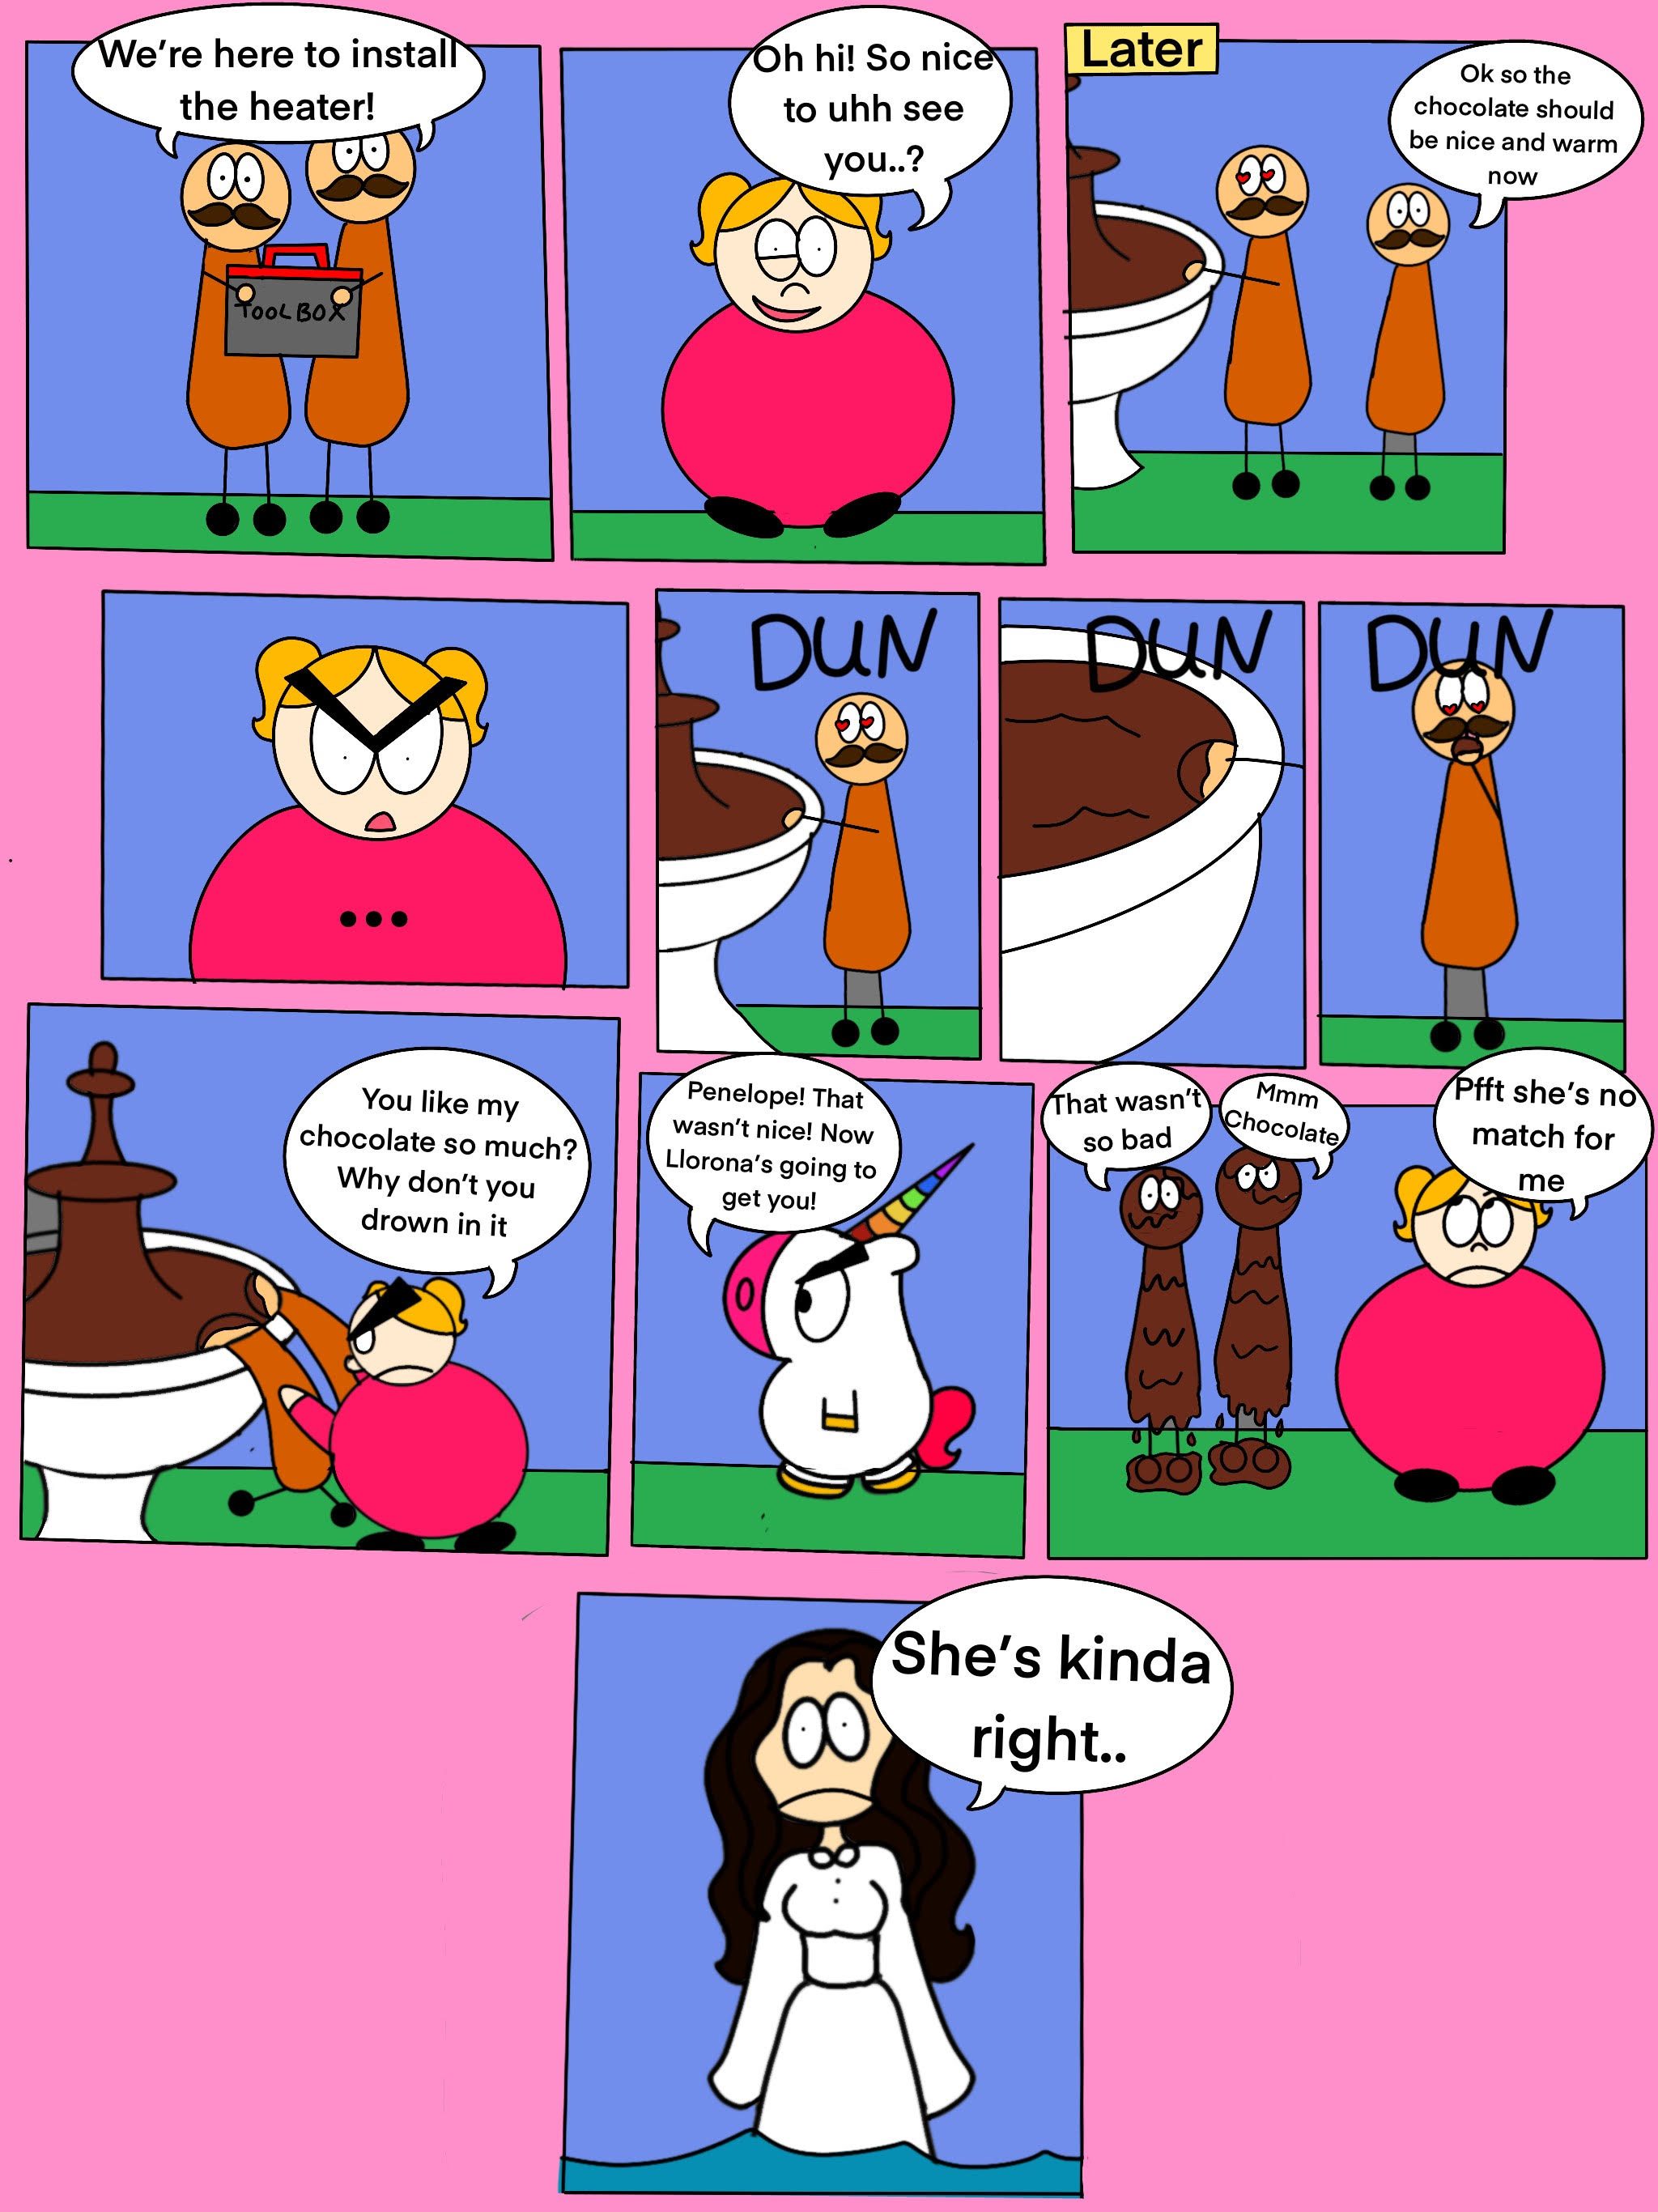 We're here to install
the heater!
TOOLBOX
Oh hi! So nice
to uhh see
you..?
Later
Ok so the
chocolate should
be nice and warm
now
...
DUN
DUN
DUN
You like my
chocolate so much?
Why don't you
drown in it
Penelope! That
wasn't nice! Now
Llorona's going to
get you!
That wasn't
so bad
Mmm
Chocolate
Pfft she's no
match for
me
She's kinda
right..